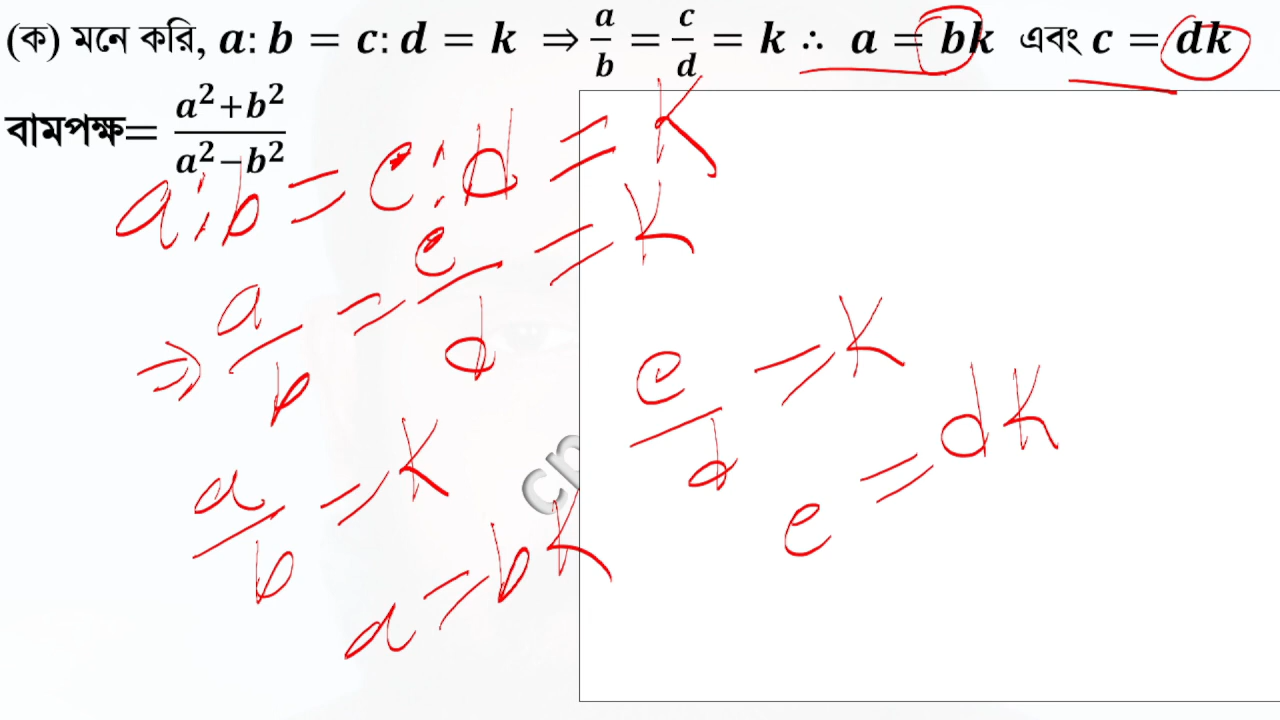 (ক) মনে করি, a: b = c: d = k ⇒ a/b = c/d = k ∴ a = bk এবং c = dk
বামপক্ষ= a²+b²/a²−b²
a:b = c:d = K
⇒ a/b = c/d = K
a/b = K
a = bK
c/d = K
c = dK